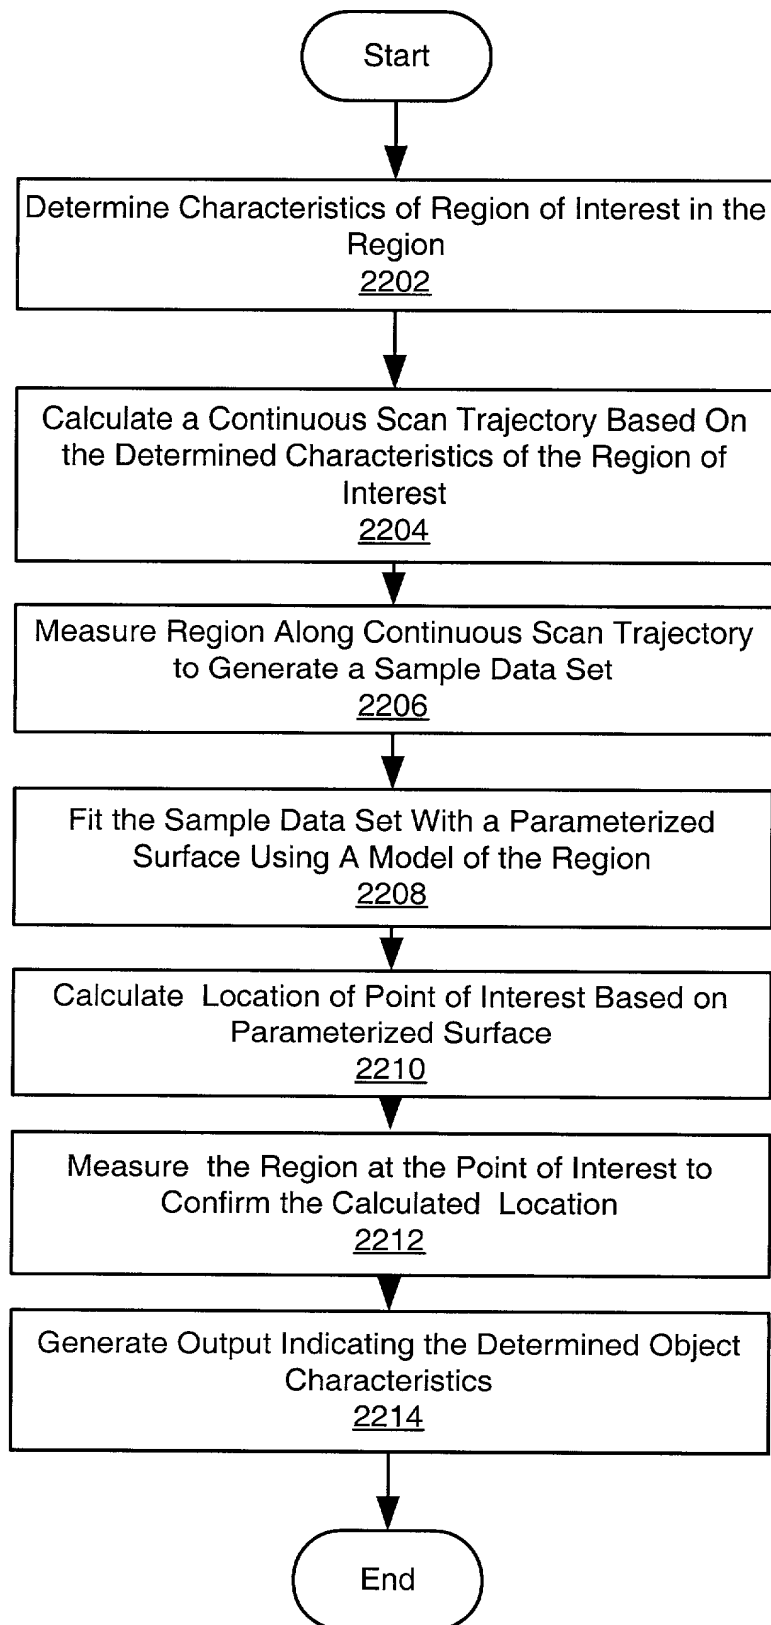 Start
Determine Characteristics of Region of Interest in the
Region
2202
Calculate a Continuous Scan Trajectory Based On
the Determined Characteristics of the Region of
Interest
2204
Measure Region Along Continuous Scan Trajectory
to Generate a Sample Data Set
2206
Fit the Sample Data Set With a Parameterized
Surface Using A Model of the Region
2208
Calculate Location of Point of Interest Based on
Parameterized Surface
2210
Measure the Region at the Point of Interest to
Confirm the Calculated Location
2212
Generate Output Indicating the Determined Object
Characteristics
2214
End